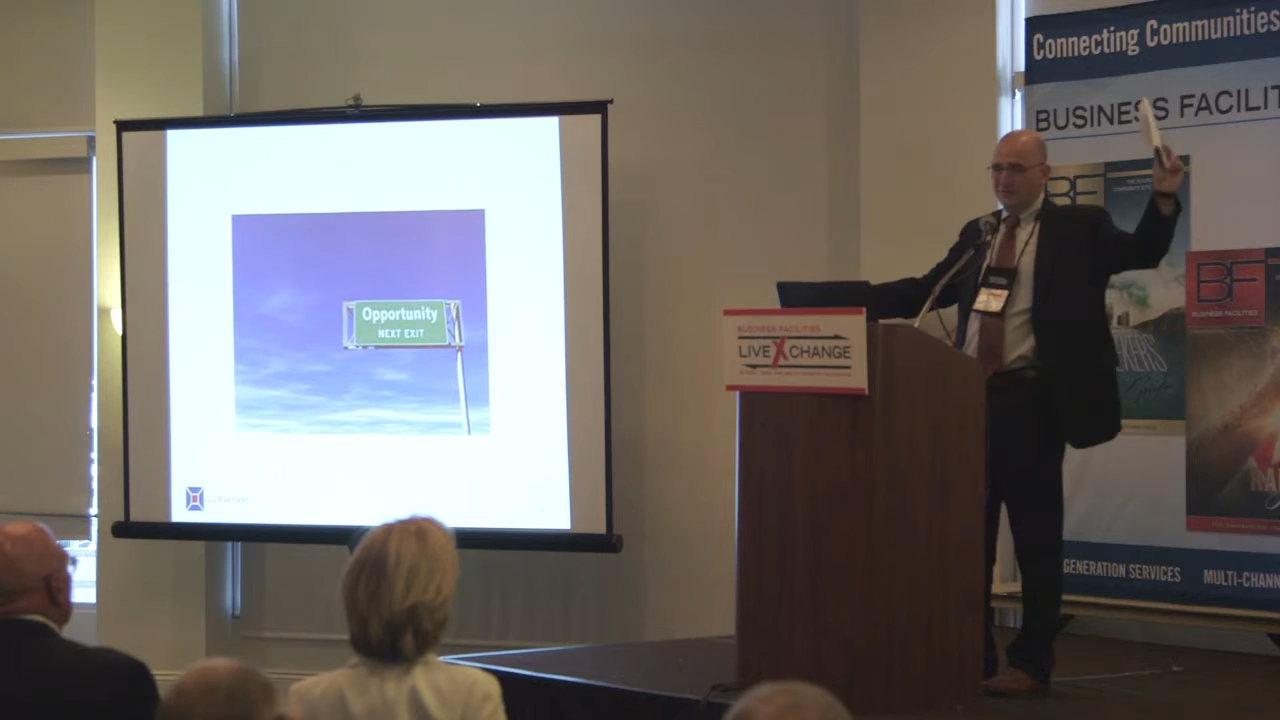 Connecting Communities
BUSINESS FACILIT
BF
BF
BUSINESS FACILITIES
Opportunity
NEXT EXIT
BUSINESS FACILITIES
LIVE X CHANGE
GENERATION SERVICES
MULTI-CHANN